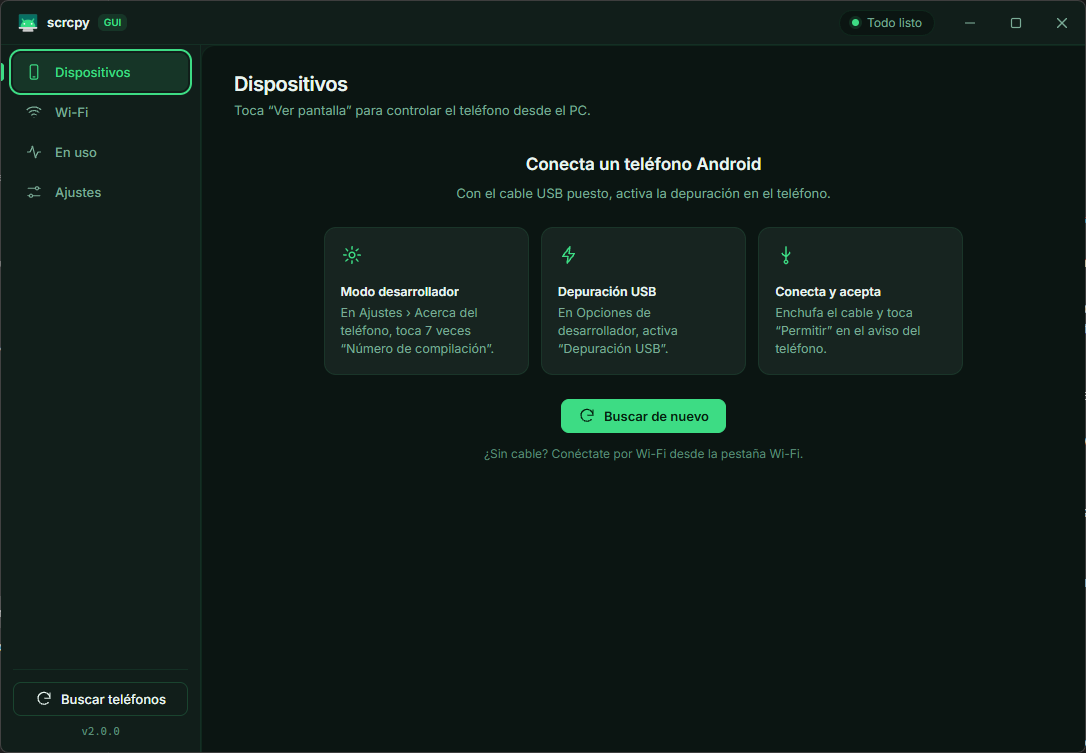 scrcpy GUI
Todo listo
Dispositivos
Wi-Fi
En uso
Ajustes
Dispositivos
Toca “Ver pantalla” para controlar el teléfono desde el PC.
Conecta un teléfono Android
Con el cable USB puesto, activa la depuración en el teléfono.
Modo desarrollador
En Ajustes › Acerca del
teléfono, toca 7 veces
“Número de compilación”.
Depuración USB
En Opciones de
desarrollador, activa
“Depuración USB”.
Conecta y acepta
Enchufa el cable y toca
“Permitir” en el aviso del
teléfono.
Buscar de nuevo
¿Sin cable? Conéctate por Wi-Fi desde la pestaña Wi-Fi.
Buscar teléfonos
v2.0.0